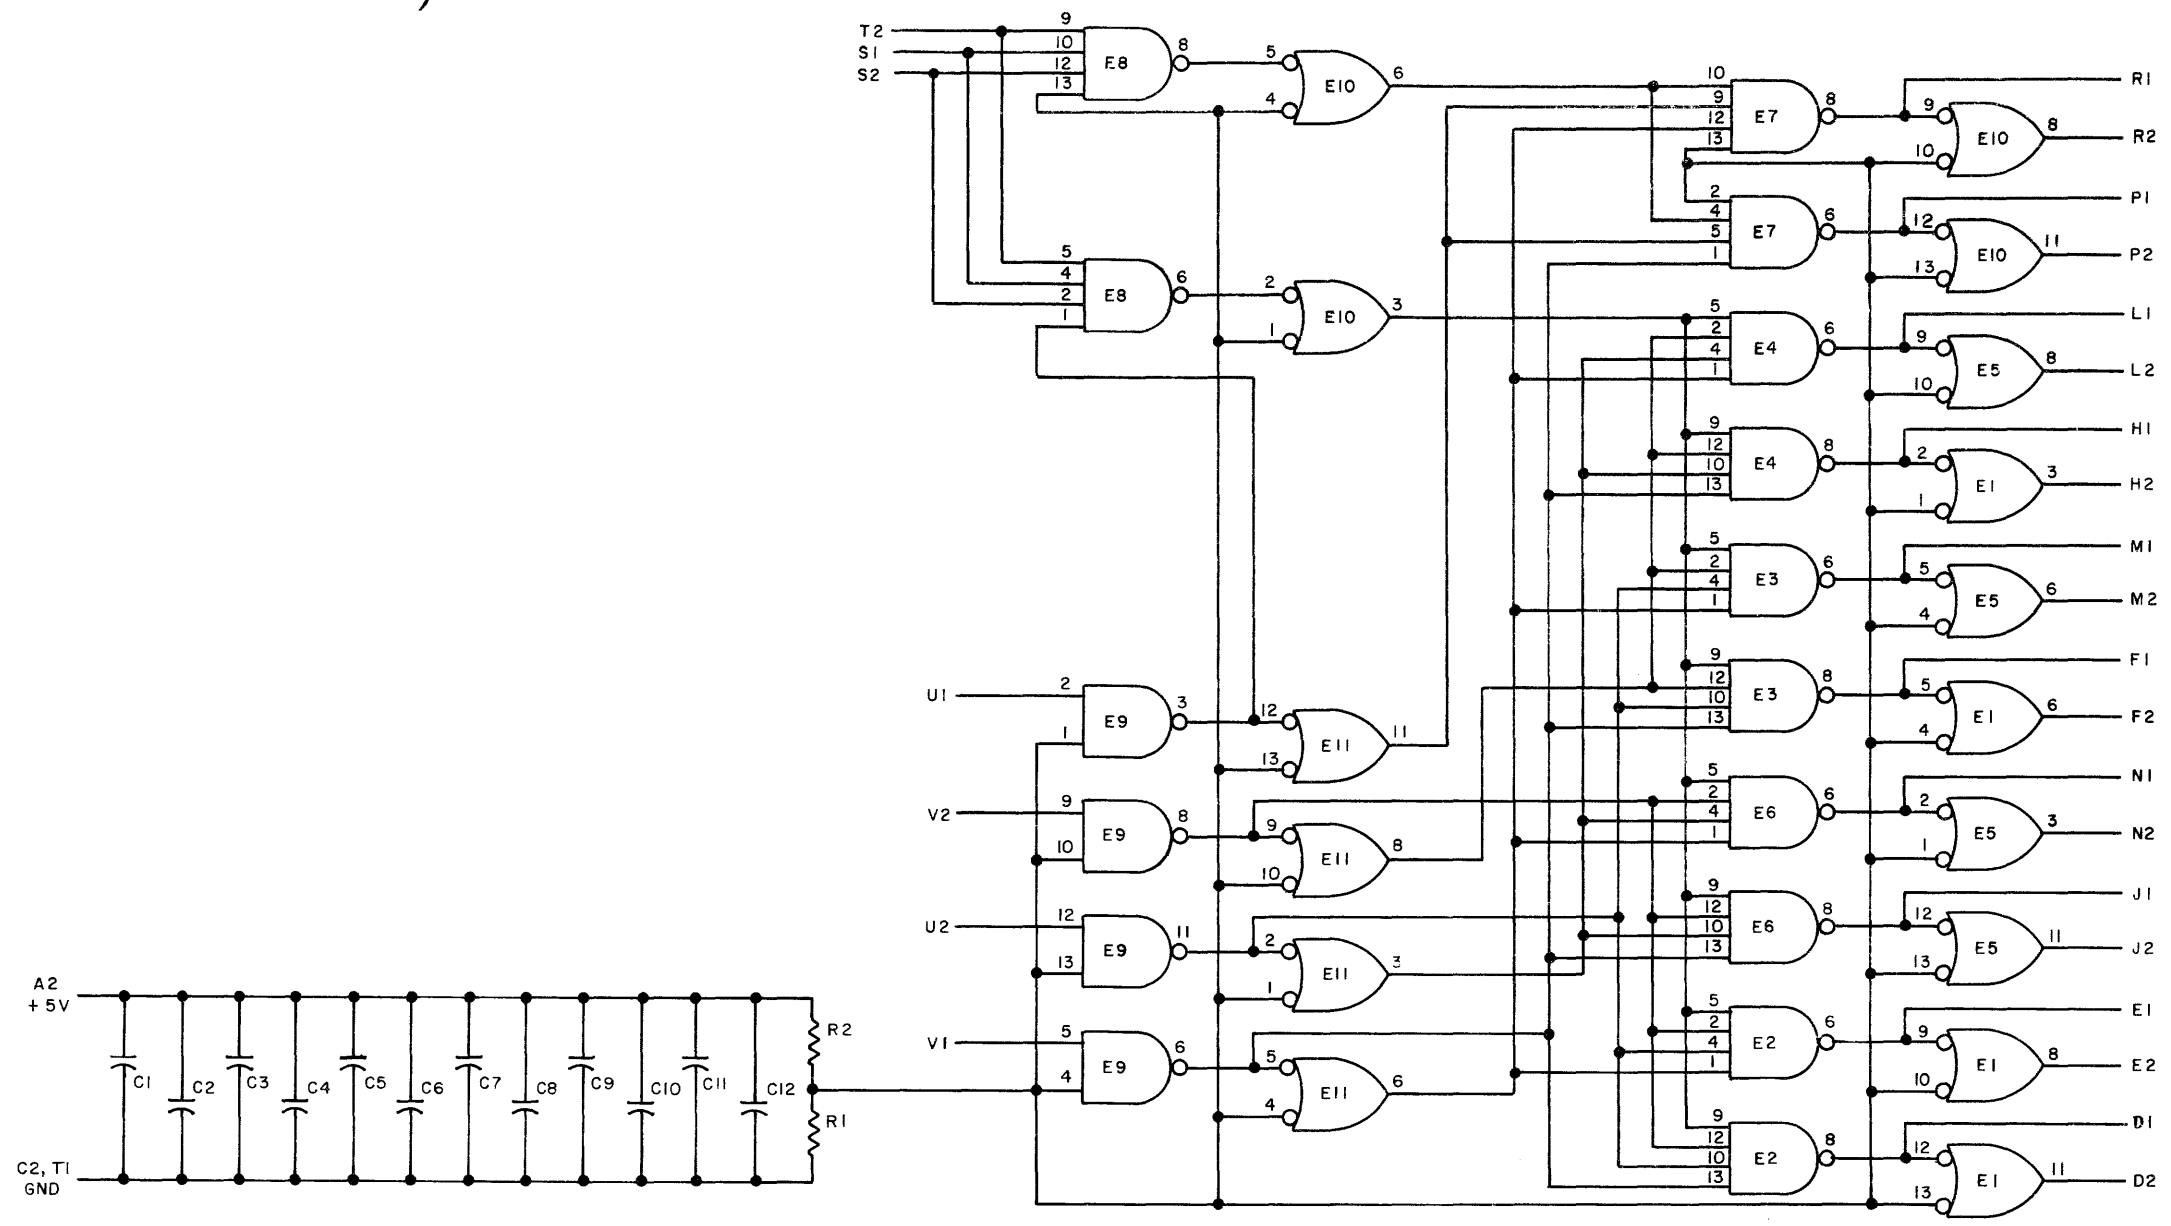 T2
S1
S2
9
10
12
13
E8
8
5
4
E10
6
10
9
12
13
E7
8
R1
9
10
E10
8
R2
5
4
2
1
E8
6
2
1
E10
3
2
4
5
1
E7
6
P1
12
13
E10
11
P2
5
2
4
1
E4
6
L1
9
10
E5
8
L2
9
12
10
13
E4
8
H1
2
1
E1
3
H2
5
2
4
1
E3
6
M1
5
4
E5
6
M2
U1
2
1
E9
3
12
13
E11
11
9
12
10
13
E3
8
F1
5
4
E1
6
F2
V2
9
10
E9
8
9
10
E11
8
5
2
4
1
E6
6
N1
2
1
E5
3
N2
U2
12
13
E9
11
2
1
E11
3
9
12
10
13
E6
8
J1
12
13
E5
11
J2
V1
5
4
E9
6
5
4
E11
6
5
2
4
1
E2
6
E1
9
10
E1
8
E2
9
12
10
13
E2
8
D1
12
13
E1
11
D2
A2
+5V
C1
C2
C3
C4
C5
C6
C7
C8
C9
C10
C11
C12
R2
R1
C2, T1
GND